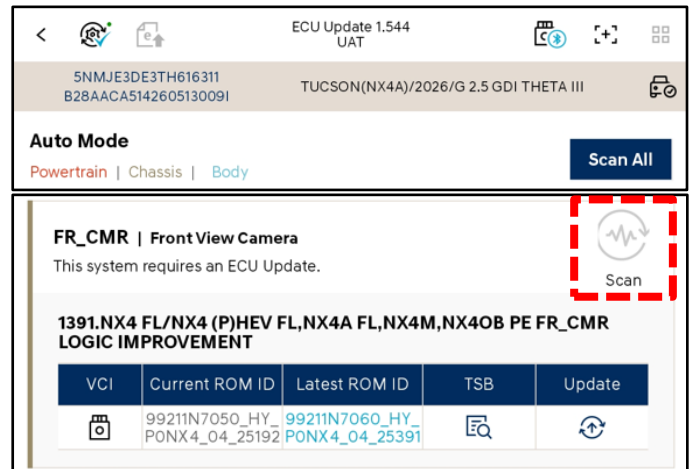 ECU Update 1.544
UAT
5NMJE3DE3TH616311
B28AACA514260513009I
TUCSON(NX4A)/2026/G 2.5 GDI THETA III
Auto Mode
Scan All
Powertrain | Chassis | Body
FR_CMR | Front View Camera
This system requires an ECU Update.
Scan
1391.NX4 FL/NX4 (P)HEV FL,NX4A FL,NX4M,NX4OB PE FR_CMR
LOGIC IMPROVEMENT
VCI Current ROM ID Latest ROM ID TSB Update
99211N7050_HY_ 99211N7060_HY_
P0NX4_04_25192 P0NX4_04_25391